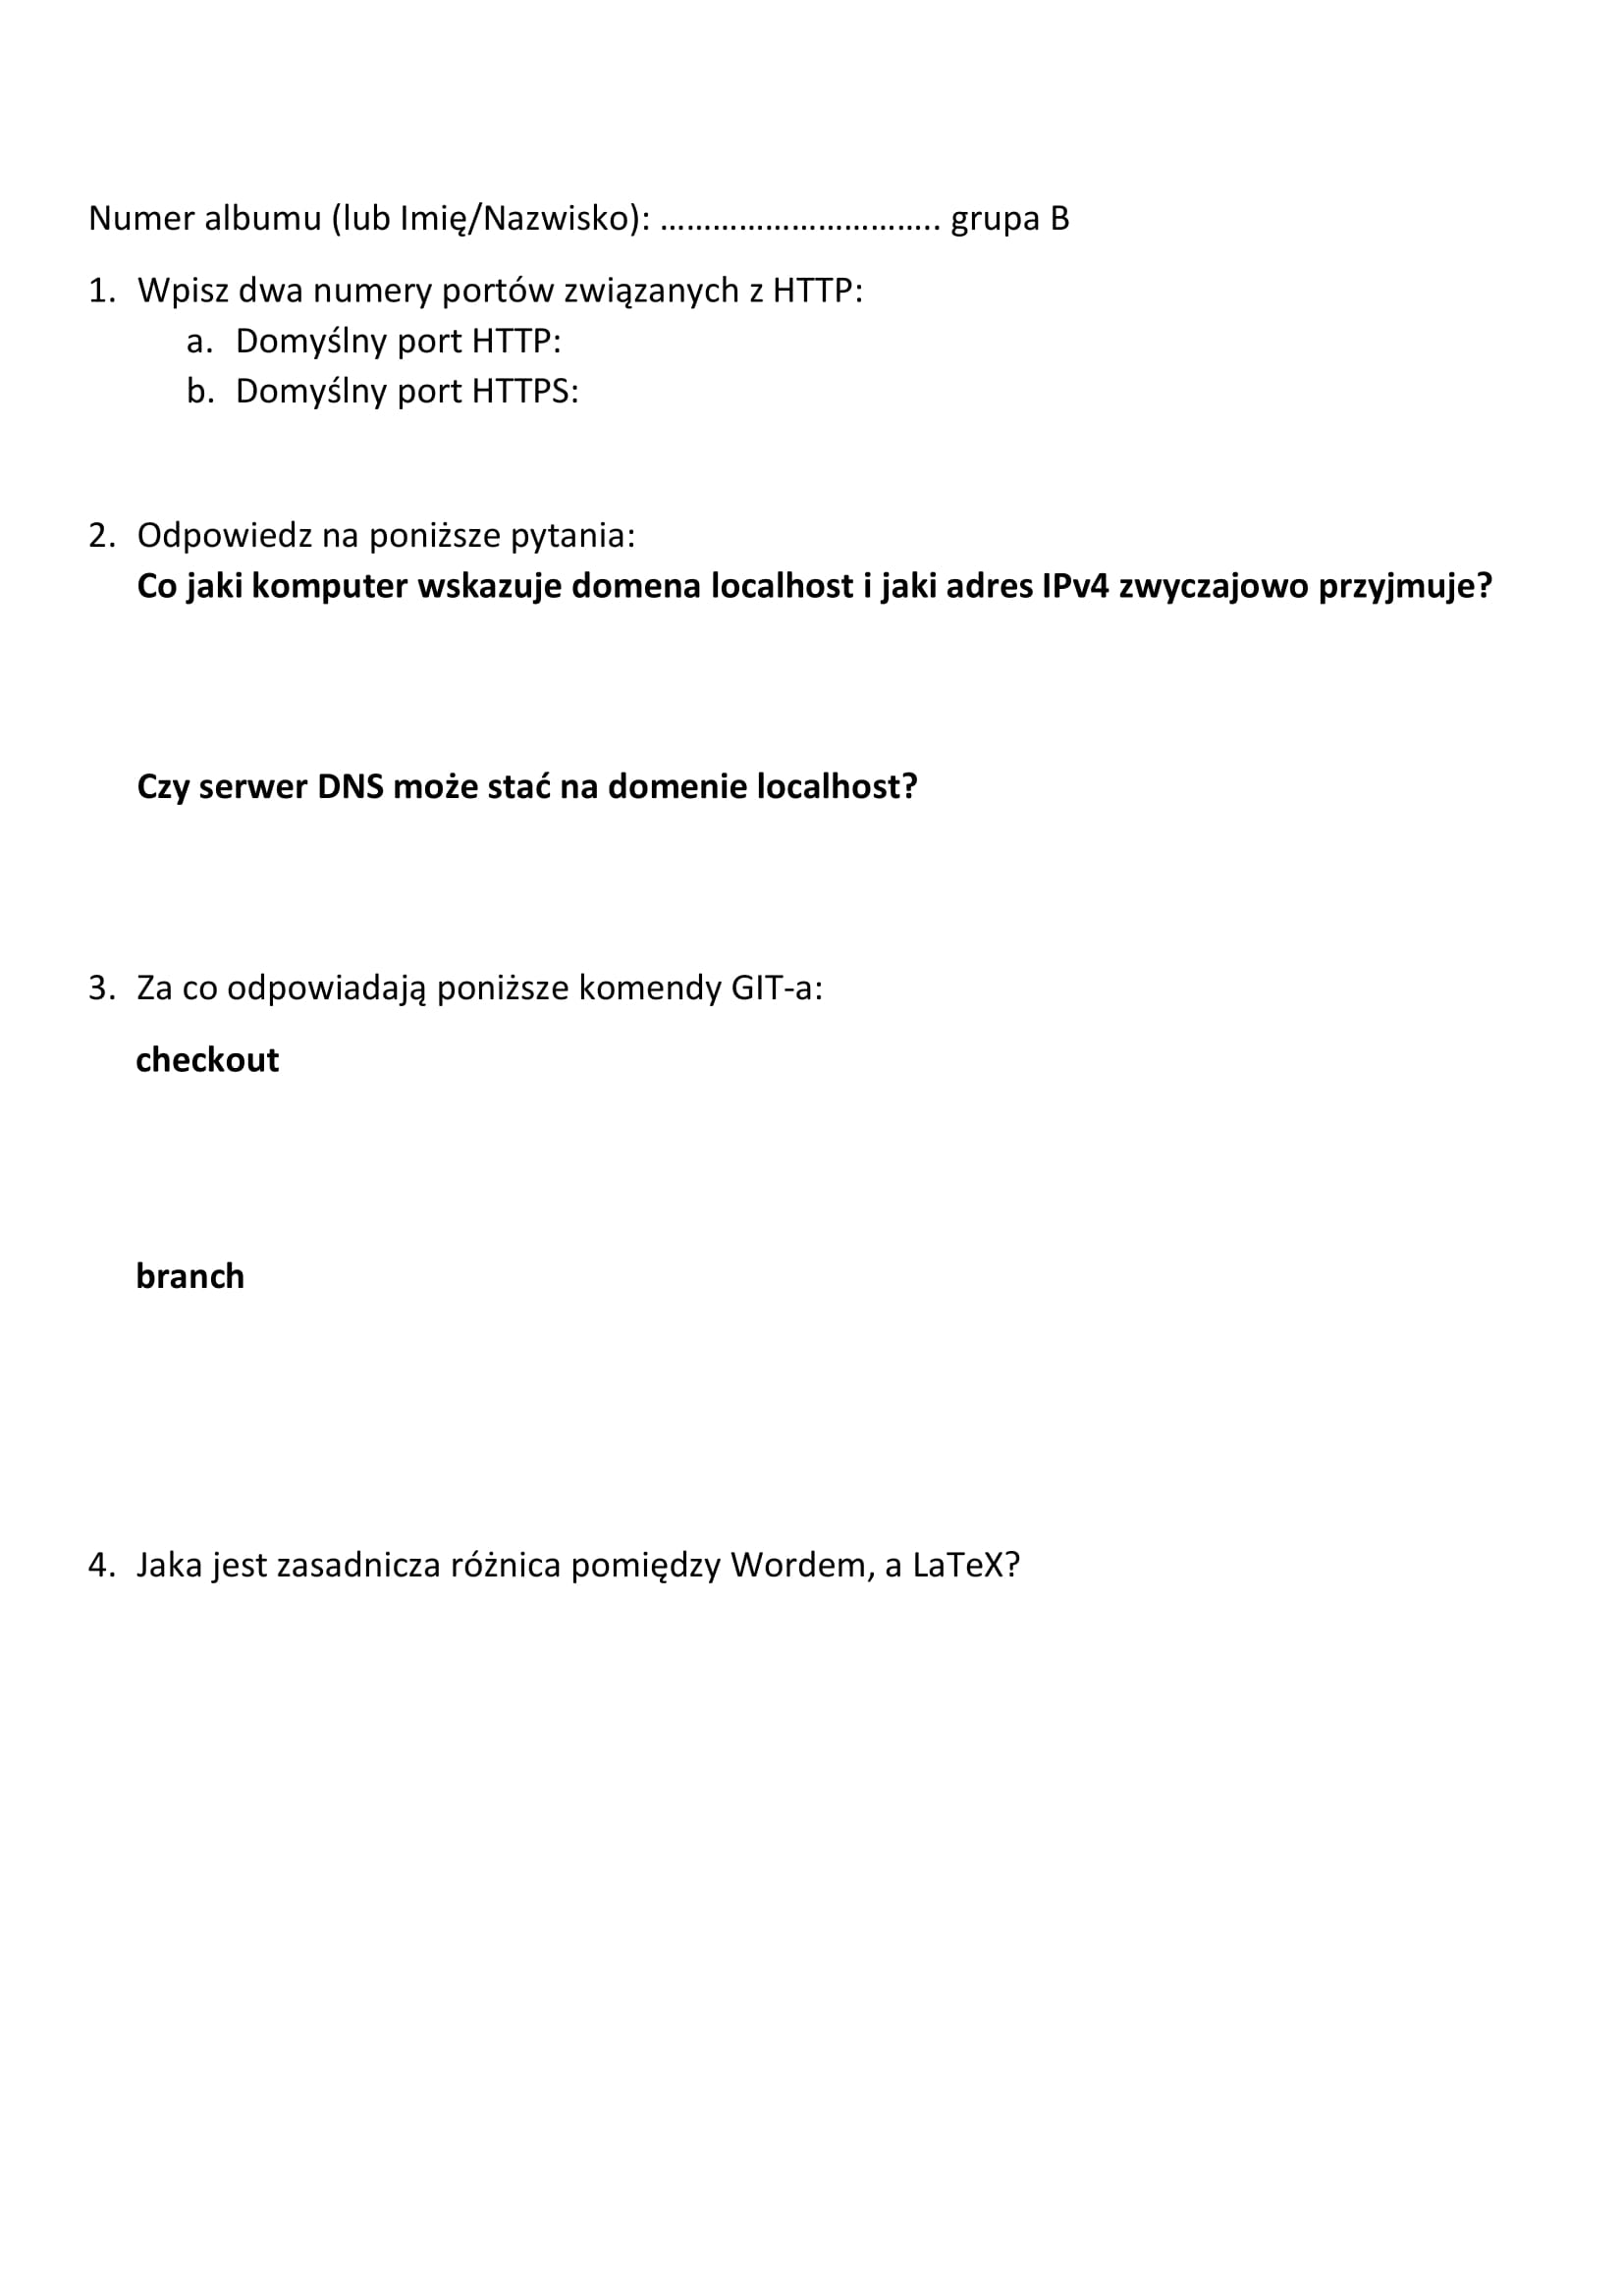 Numer albumu (lub Imię/Nazwisko): ………………………….. grupa B
1. Wpisz dwa numery portów związanych z HTTP:
a. Domyślny port HTTP:
b. Domyślny port HTTPS:
2. Odpowiedz na poniższe pytania:
Co jaki komputer wskazuje domena localhost i jaki adres IPv4 zwyczajowo przyjmuje?
Czy serwer DNS może stać na domenie localhost?
3. Za co odpowiadają poniższe komendy GIT-a:
checkout
branch
4. Jaka jest zasadnicza różnica pomiędzy Wordem, a LaTeX?